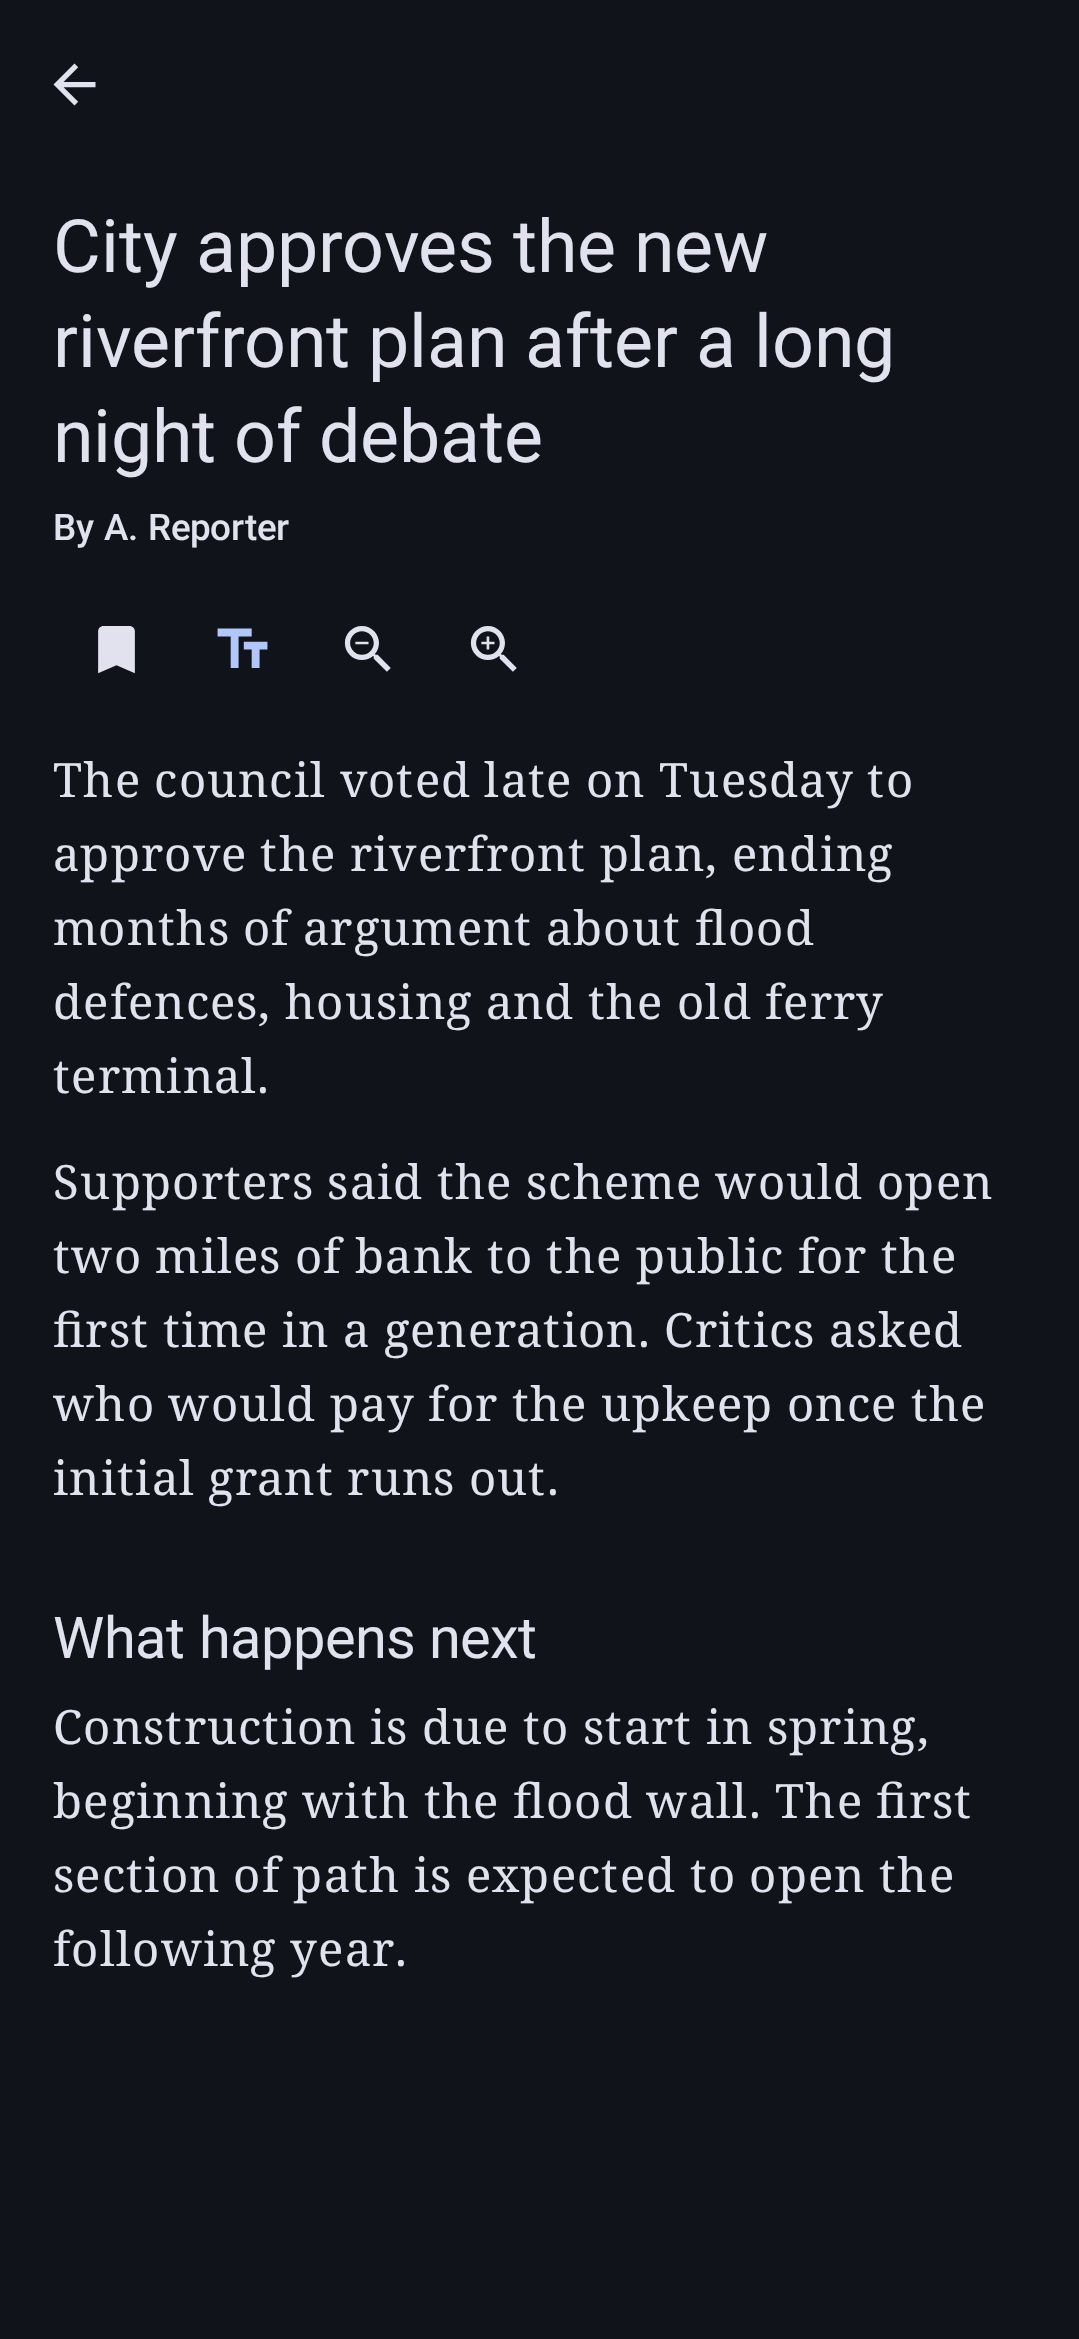 City approves the new
riverfront plan after a long
night of debate
By A. Reporter
The council voted late on Tuesday to
approve the riverfront plan, ending
months of argument about flood
defences, housing and the old ferry
terminal.
Supporters said the scheme would open
two miles of bank to the public for the
first time in a generation. Critics asked
who would pay for the upkeep once the
initial grant runs out.
What happens next
Construction is due to start in spring,
beginning with the flood wall. The first
section of path is expected to open the
following year.